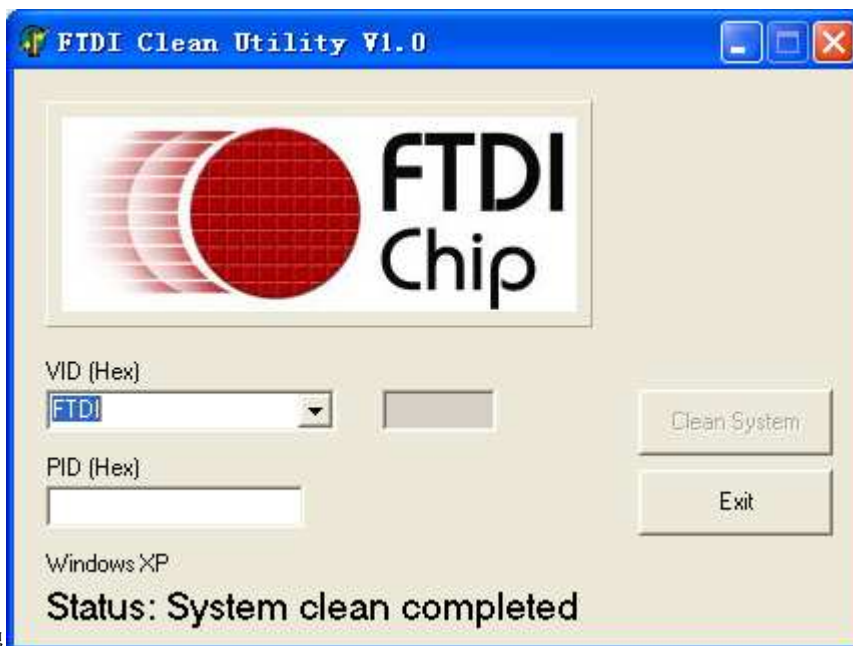 FTDI Clean Utility V1.0
FTDI
Chip
VID (Hex)
FTDI
Clean System
PID (Hex)
Exit
Windows XP
Status: System clean completed